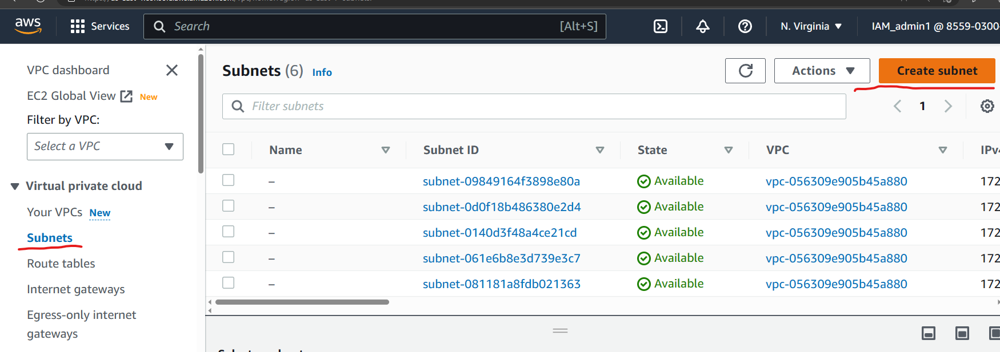 aws
Services
Search
[Alt+S]
N. Virginia
IAM_admin1 @ 8559-0300-
VPC dashboard
EC2 Global View New
Filter by VPC:
Select a VPC
Virtual private cloud
Your VPCs New
Subnets
Route tables
Internet gateways
Egress-only internet
gateways
Subnets (6) Info
Actions
Create subnet
Filter subnets
1
Name Subnet ID State VPC IPv4
– subnet-09849164f3898e80a Available vpc-056309e905b45a880 172
– subnet-0d0f18b486380e2d4 Available vpc-056309e905b45a880 172
– subnet-0140d3f48a4ce21cd Available vpc-056309e905b45a880 172
– subnet-061e6b8e3d739e3c7 Available vpc-056309e905b45a880 172
– subnet-081181a8fdb021363 Available vpc-056309e905b45a880 172